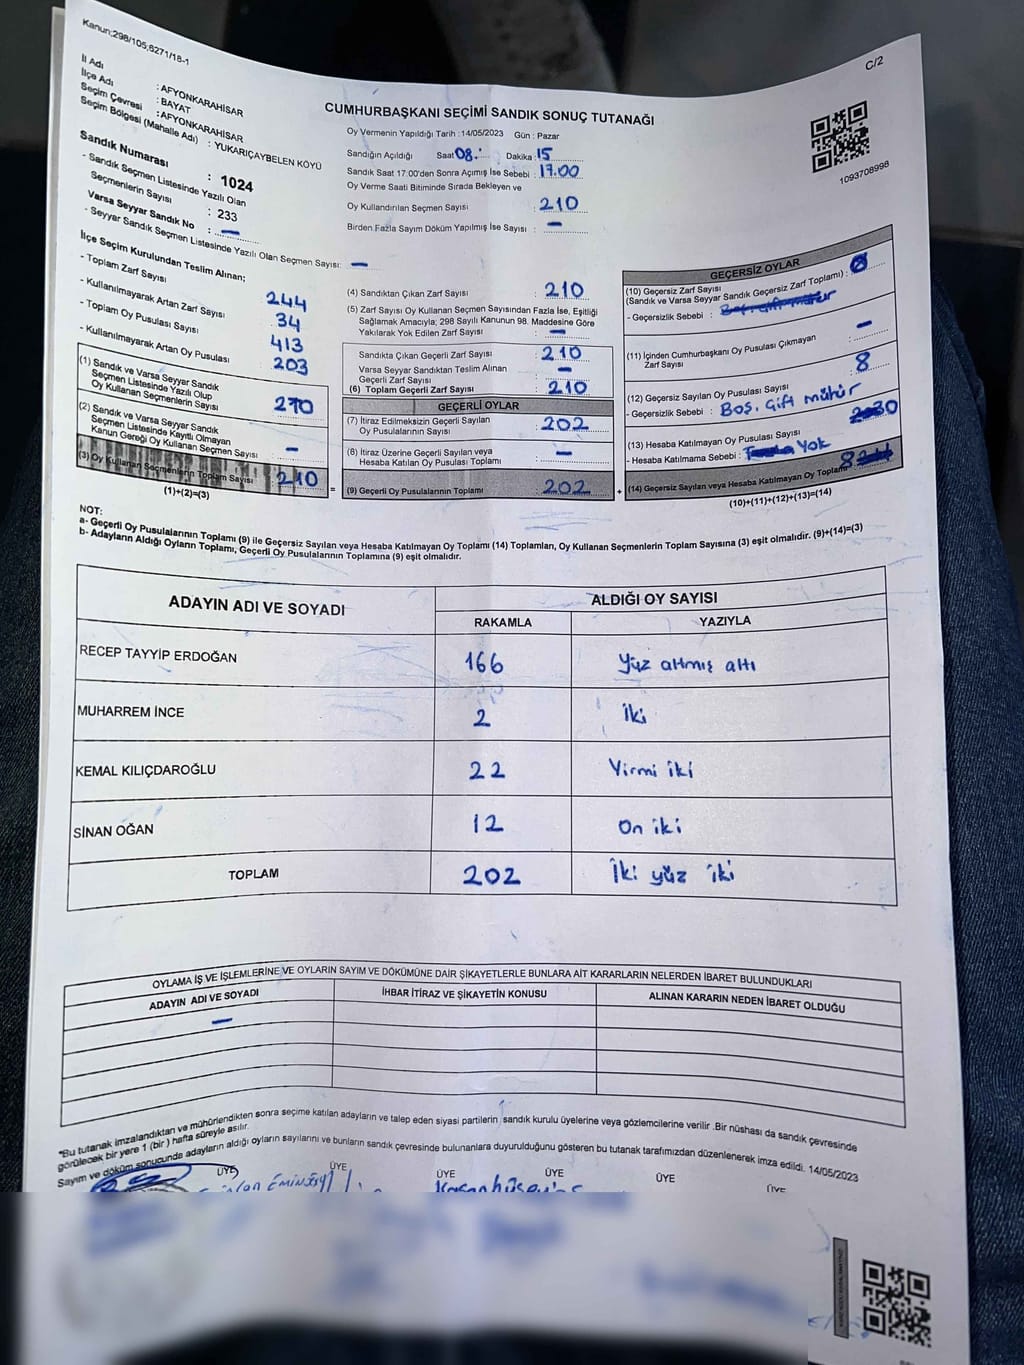 Kanun;298/105,6271/18-1
C/2
İl Adı : AFYONKARAHİSAR
İlçe Adı : BAYAT
Seçim Çevresi : AFYONKARAHİSAR
Seçim Bölgesi (Mahalle Adı) : YUKARIÇAYBELEN KÖYÜ
Sandık Numarası : 1024
- Sandık Seçmen Listesinde Yazılı Olan
Seçmenlerin Sayısı : 233
Varsa Seyyar Sandık No : —
- Seyyar Sandık Seçmen Listesinde Yazılı Olan Seçmen Sayısı: —
CUMHURBAŞKANI SEÇİMİ SANDIK SONUÇ TUTANAĞI
Oy Vermenin Yapıldığı Tarih : 14/05/2023 Gün : Pazar
Sandığın Açıldığı Saat 08. Dakika : 15
Sandık Saat 17:00'den Sonra Açımış İse Sebebi : 17.00
Oy Verme Saati Bitiminde Sırada Bekleyen ve
Oy Kullandırılan Seçmen Sayısı : 210
Birden Fazla Sayım Döküm Yapılmış İse Sayısı : —
1093708998
İlçe Seçim Kurulundan Teslim Alınan;
- Toplam Zarf Sayısı 244
- Kullanılmayarak Artan Zarf Sayısı 34
- Toplam Oy Pusulası Sayısı 413
- Kullanılmayarak Artan Oy Pusulası 203
(1) Sandık ve Varsa Seyyar Sandık
Seçmen Listesinde Yazılı Olup
Oy Kullanan Seçmenlerin Sayısı 210
(2) Sandık ve Varsa Seyyar Sandık
Seçmen Listesinde Kayıtlı Olmayan
Kanun Gereği Oy Kullanan Seçmen Sayısı —
(3) Oy Kullanan Seçmenlerin Toplam Sayısı 210
(1)+(2)=(3)
(4) Sandıktan Çıkan Zarf Sayısı : 210
(5) Zarf Sayısı Oy Kullanan Seçmen Sayısından Fazla İse, Eşitliği
Sağlamak Amacıyla; 298 Sayılı Kanunun 98. Maddesine Göre
Yakılarak Yok Edilen Zarf Sayısı : —
Sandıkta Çıkan Geçerli Zarf Sayısı : 210
Varsa Seyyar Sandıktan Teslim Alınan
Geçerli Zarf Sayısı : —
(6) Toplam Geçerli Zarf Sayısı : 210
GEÇERLİ OYLAR
(7) İtiraz Edilmeksizin Geçerli Sayılan
Oy Pusulalarının Sayısı : 202
(8) İtiraz Üzerine Geçerli Sayılan veya
Hesaba Katılan Oy Pusulası Toplamı : —
= (9) Geçerli Oy Pusulalarının Toplamı : 202
GEÇERSİZ OYLAR
(10) Geçersiz Zarf Sayısı
(Sandık ve Varsa Seyyar Sandık Geçersiz Zarf Toplamı) :
- Geçersizlik Sebebi :
(11) İçinden Cumhurbaşkanı Oy Pusulası Çıkmayan
Zarf Sayısı : —
(12) Geçersiz Sayılan Oy Pusulası Sayısı : 8
- Geçersizlik Sebebi : Boş. Çift mühür
(13) Hesaba Katılmayan Oy Pusulası Sayısı
- Hesaba Katılmama Sebebi : Yok
+ (14) Geçersiz Sayılan veya Hesaba Katılmayan Oy Toplamı 8
(10)+(11)+(12)+(13)=(14)
NOT:
a- Geçerli Oy Pusulalarının Toplamı (9) ile Geçersiz Sayılan veya Hesaba Katılmayan Oy Toplamı (14) Toplamları, Oy Kullanan Seçmenlerin Toplam Sayısına (3) eşit olmalıdır. (9)+(14)=(3)
b- Adayların Aldığı Oyların Toplamı, Geçerli Oy Pusulalarının Toplamına (9) eşit olmalıdır.
ADAYIN ADI VE SOYADI ALDIĞI OY SAYISI
RAKAMLA YAZIYLA
RECEP TAYYİP ERDOĞAN 166 Yüz altmış altı
MUHARREM İNCE 2 İki
KEMAL KILIÇDAROĞLU 22 Yirmi iki
SİNAN OĞAN 12 On iki
TOPLAM 202 İki yüz iki
OYLAMA İŞ VE İŞLEMLERİNE VE OYLARIN SAYIM VE DÖKÜMÜNE DAİR ŞİKAYETLERLE BUNLARA AİT KARARLARIN NELERDEN İBARET BULUNDUKLARI
ADAYIN ADI VE SOYADI İHBAR İTİRAZ VE ŞİKAYETİN KONUSU ALINAN KARARIN NEDEN İBARET OLDUĞU
—
"Bu tutanak imzalandıktan ve mühürlendikten sonra seçime katılan adayların ve talep eden siyasi partilerin sandık kurulu üyelerine veya gözlemcilerine verilir .Bir nüshası da sandık çevresinde
görülecek bir yere 1 (bir ) hafta süreyle asılır.
Sayım ve döküm sonucunda adayların aldığı oyların sayılarını ve bunların sandık çevresinde bulunanlara duyurulduğunu gösteren bu tutanak tarafımızdan düzenlenerek imza edildi. 14/05/2023
ÜYE ÜYE ÜYE ÜYE ÜYE ÜYE